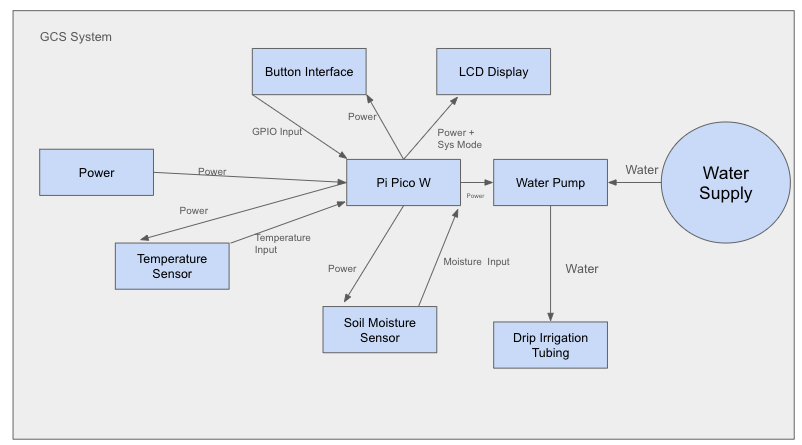 GCS System
Button Interface
LCD Display
GPIO Input
Power
Power +
Sys Mode
Power
Power
Pi Pico W
Power
Water Pump
Water
Water
Supply
Power
Temperature
Input
Temperature
Sensor
Power
Moisture Input
Water
Soil Moisture
Sensor
Drip Irrigation
Tubing